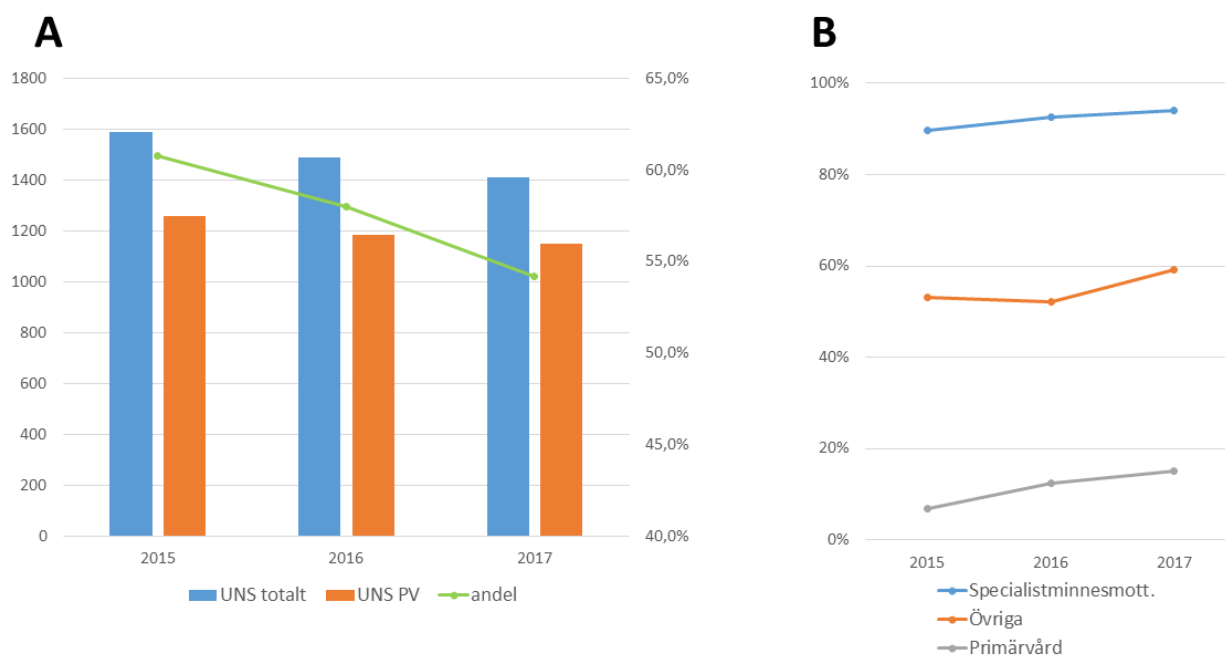 A
1800
1600
1400
1200
1000
800
600
400
200
0
65,0%
60,0%
55,0%
50,0%
45,0%
40,0%
2015 2016 2017
UNS totalt UNS PV andel
B
100%
80%
60%
40%
20%
0%
2015 2016 2017
Specialistminnesmott.
Övriga
Primärvård